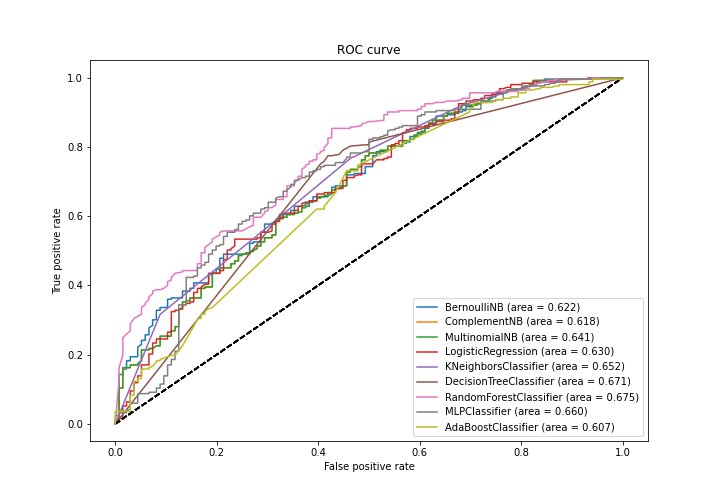 ROC curve
True positive rate
1.0
0.8
0.6
0.4
0.2
0.0
BernoulliNB (area = 0.622)
ComplementNB (area = 0.618)
MultinomialNB (area = 0.641)
LogisticRegression (area = 0.630)
KNeighborsClassifier (area = 0.652)
DecisionTreeClassifier (area = 0.671)
RandomForestClassifier (area = 0.675)
MLPClassifier (area = 0.660)
AdaBoostClassifier (area = 0.607)
0.0 0.2 0.4 0.6 0.8 1.0
False positive rate